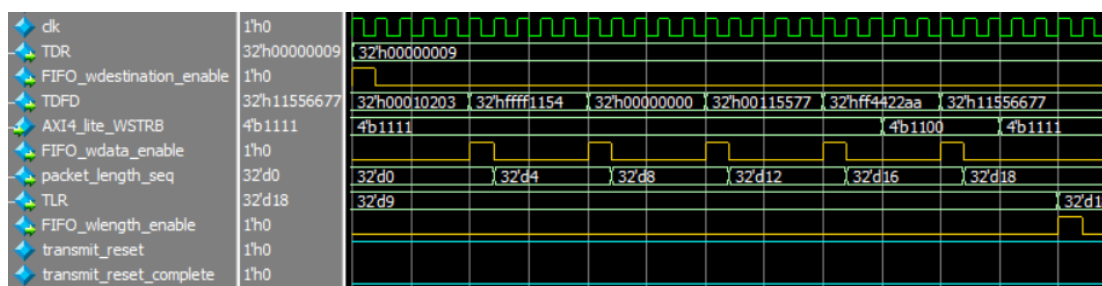 clk 1'h0
TDR 32'h00000009 32'h00000009
FIFO_wdestination_enable 1'h0
TDFD 32'h11556677 32'h00010203 32'hffff1154 32'h00000000 32'h00115577 32'hff4422aa 32'h11556677
AXI4_lite_WSTRB 4'b1111 4'b1111 4'b1100 4'b1111
FIFO_wdata_enable 1'h0
packet_length_seq 32'd0 32'd0 32'd4 32'd8 32'd12 32'd16 32'd18
TLR 32'd18 32'd9 32'd1
FIFO_wlength_enable 1'h0
transmit_reset 1'h0
transmit_reset_complete 1'h0